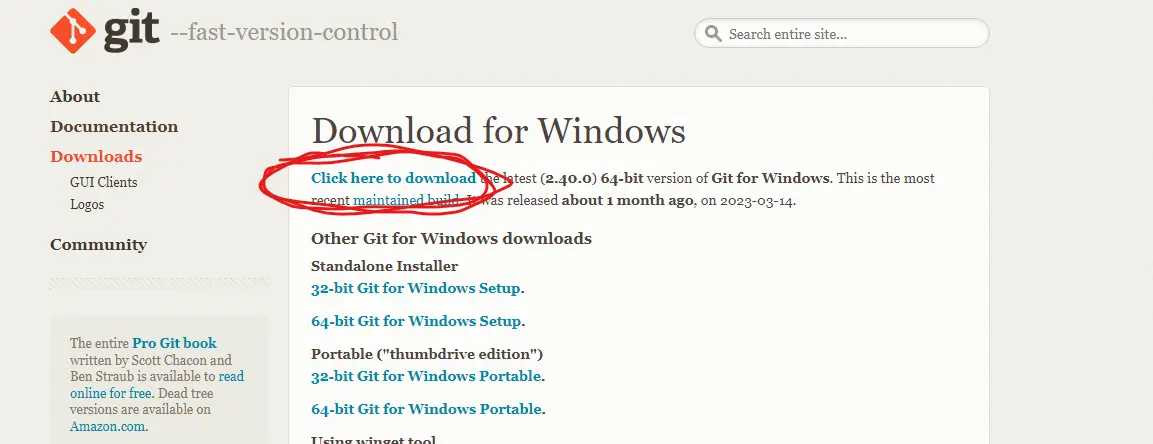 git --fast-version-control
Search entire site...
About
Documentation
Downloads
GUI Clients
Logos
Community
The entire Pro Git book
written by Scott Chacon and
Ben Straub is available to read
online for free. Dead tree
versions are available on
Amazon.com.
Download for Windows
Click here to download the latest (2.40.0) 64-bit version of Git for Windows. This is the most
recent maintained build. It was released about 1 month ago, on 2023-03-14.
Other Git for Windows downloads
Standalone Installer
32-bit Git for Windows Setup.
64-bit Git for Windows Setup.
Portable ("thumbdrive edition")
32-bit Git for Windows Portable.
64-bit Git for Windows Portable.
Using winget tool